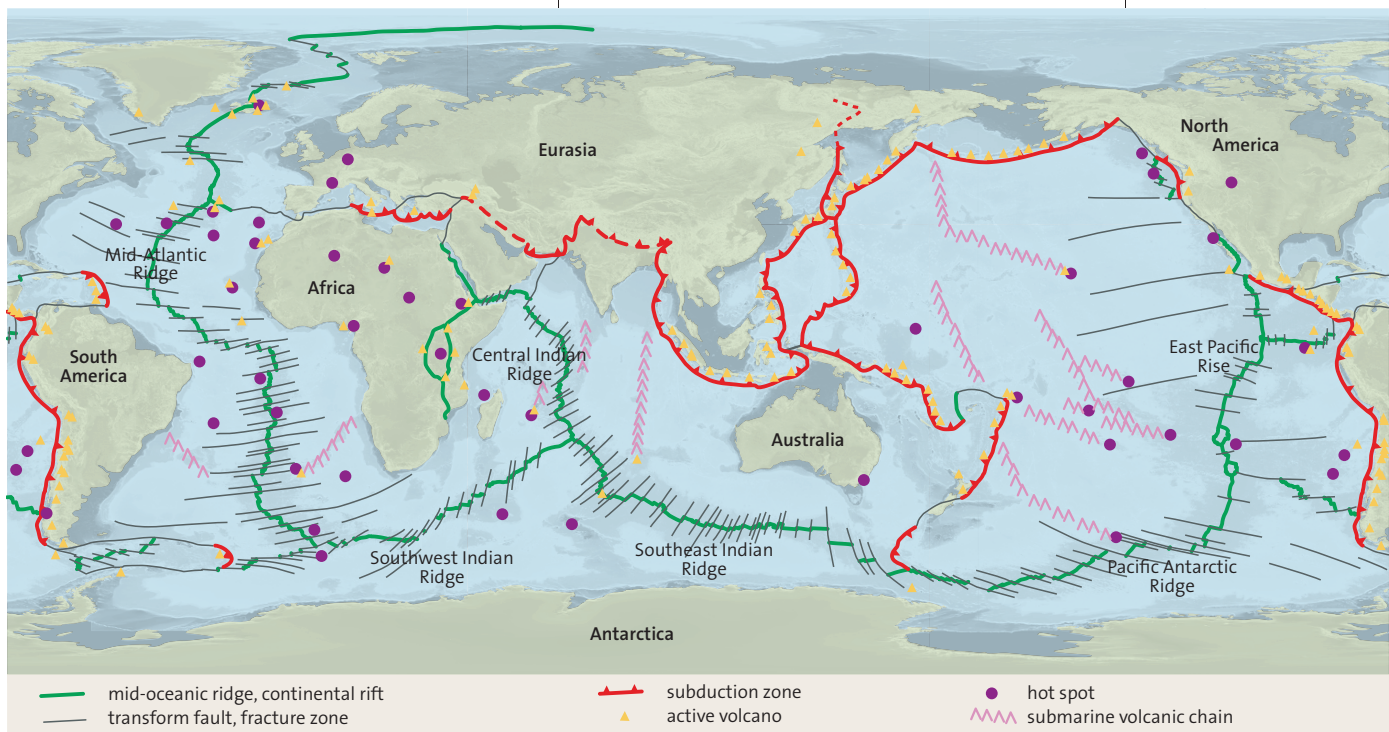 North
America
Eurasia
Mid-Atlantic
Ridge
Africa
South
America
Central Indian
Ridge
East Pacific
Rise
Australia
Southwest Indian
Ridge
Southeast Indian
Ridge
Pacific Antarctic
Ridge
Antarctica
mid-oceanic ridge, continental rift
transform fault, fracture zone
subduction zone
active volcano
hot spot
submarine volcanic chain